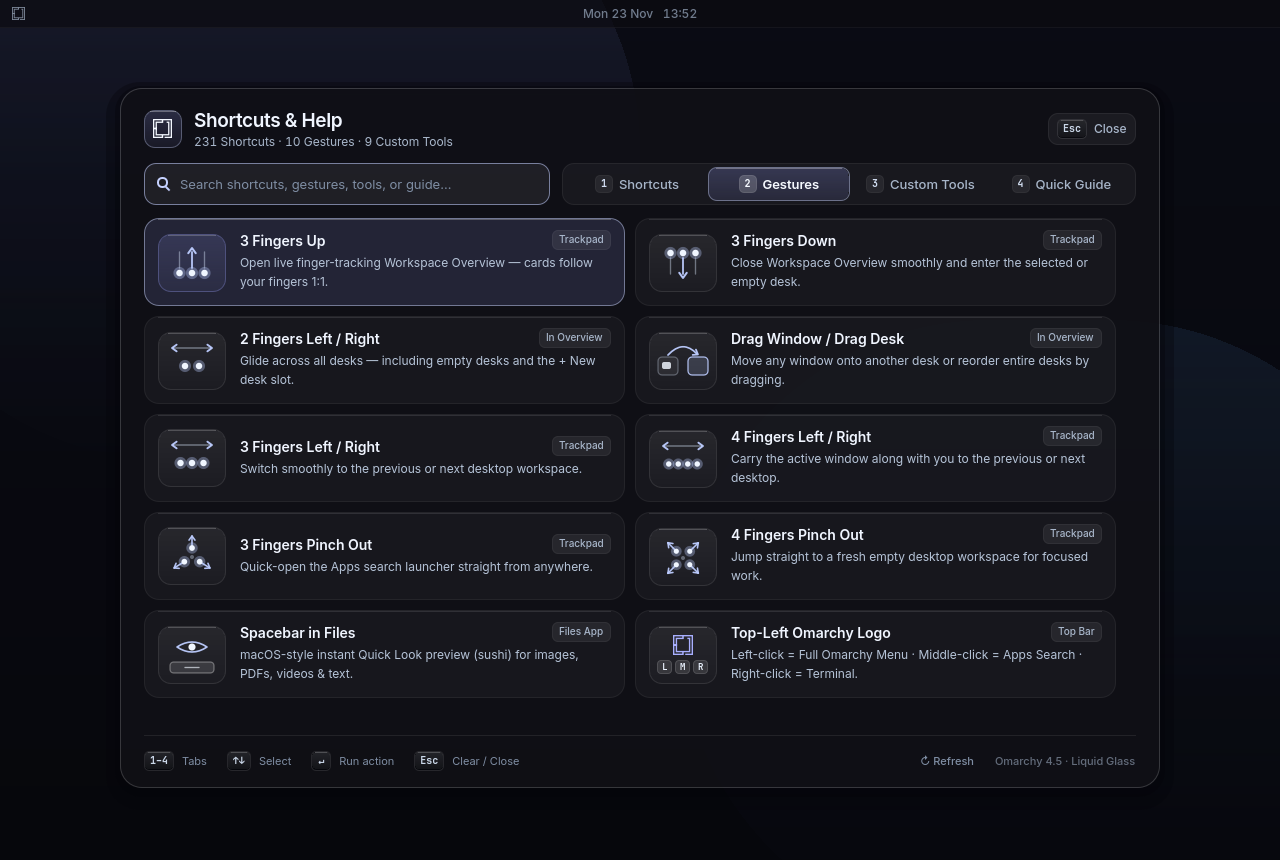 Mon 23 Nov 13:52
Shortcuts & Help
231 Shortcuts · 10 Gestures · 9 Custom Tools
Esc Close
Search shortcuts, gestures, tools, or guide...
1 Shortcuts
2 Gestures
3 Custom Tools
4 Quick Guide
3 Fingers Up
Trackpad
Open live finger-tracking Workspace Overview — cards follow
your fingers 1:1.
3 Fingers Down
Trackpad
Close Workspace Overview smoothly and enter the selected or
empty desk.
2 Fingers Left / Right
In Overview
Glide across all desks — including empty desks and the + New
desk slot.
Drag Window / Drag Desk
In Overview
Move any window onto another desk or reorder entire desks by
dragging.
3 Fingers Left / Right
Trackpad
Switch smoothly to the previous or next desktop workspace.
4 Fingers Left / Right
Trackpad
Carry the active window along with you to the previous or next
desktop.
3 Fingers Pinch Out
Trackpad
Quick-open the Apps search launcher straight from anywhere.
4 Fingers Pinch Out
Trackpad
Jump straight to a fresh empty desktop workspace for focused
work.
Spacebar in Files
Files App
macOS-style instant Quick Look preview (sushi) for images,
PDFs, videos & text.
L M R
Top-Left Omarchy Logo
Top Bar
Left-click = Full Omarchy Menu · Middle-click = Apps Search ·
Right-click = Terminal.
1–4 Tabs
↑↓ Select
↵ Run action
Esc Clear / Close
↻ Refresh
Omarchy 4.5 · Liquid Glass